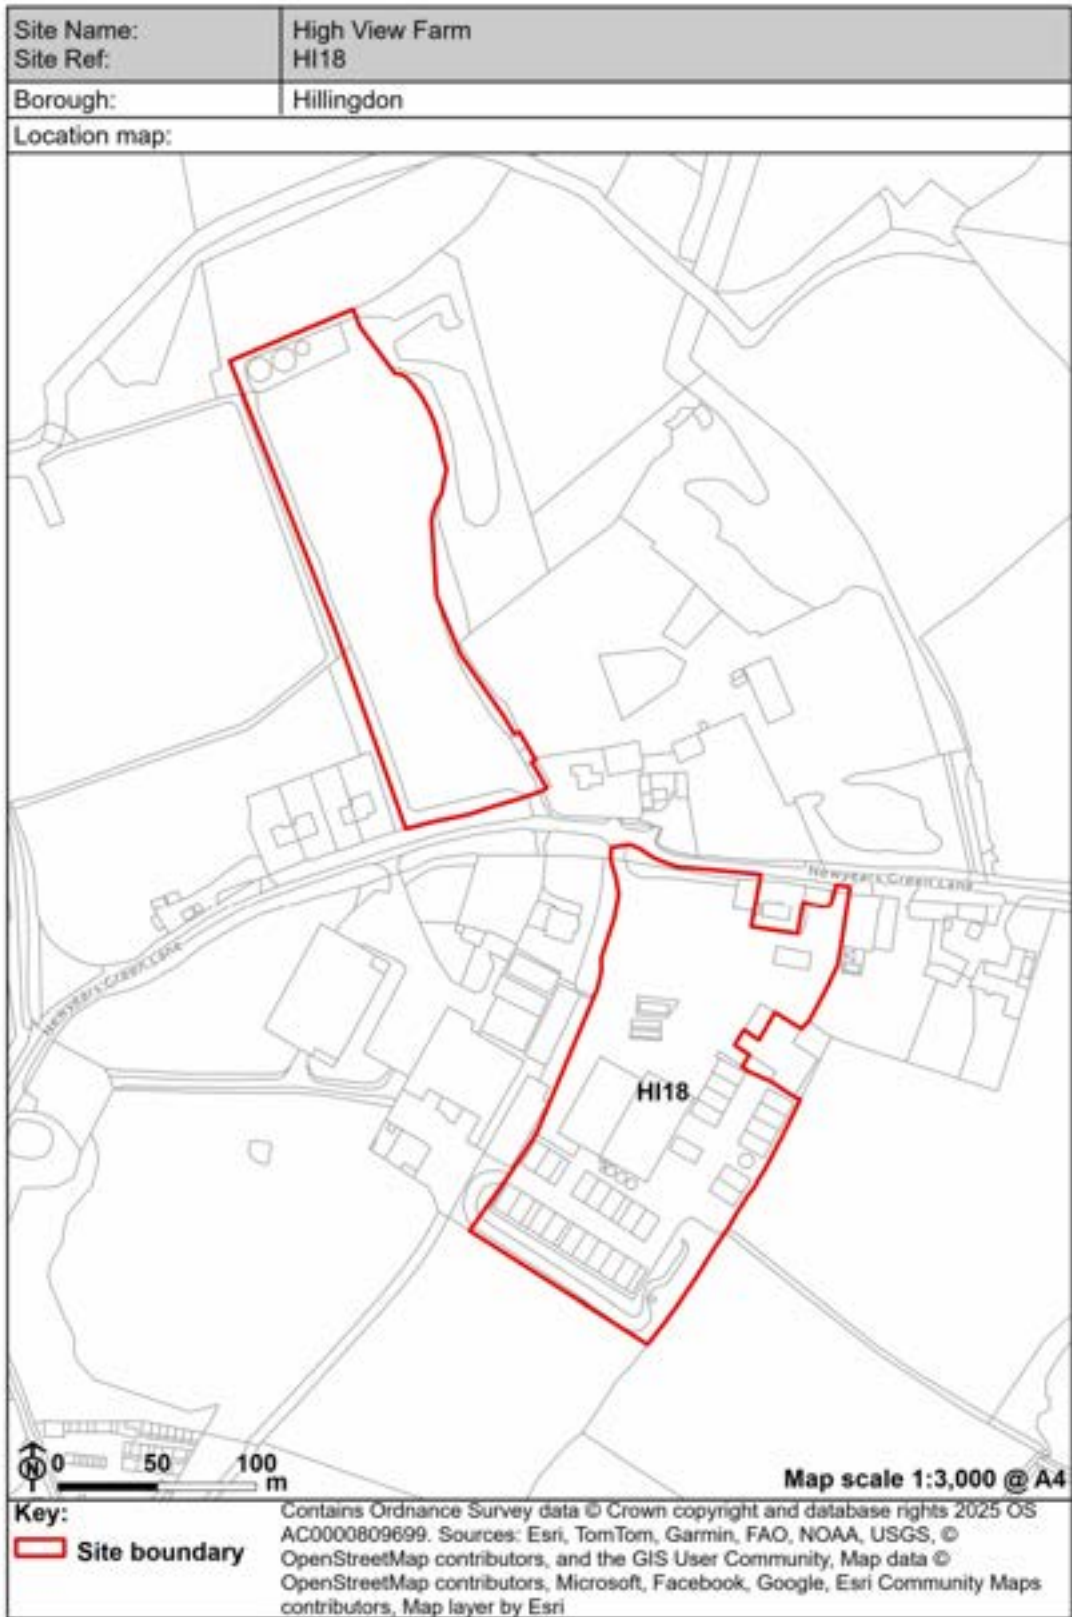 Site Name: High View Farm
Site Ref: HI18
Borough: Hillingdon
Location map:
Newyears Green Lane
Newyears Green Lane
HI18
N 0 50 100
m
Map scale 1:3,000 @ A4
Key:
Site boundary
Contains Ordnance Survey data © Crown copyright and database rights 2025 OS
AC0000809699. Sources: Esri, TomTom, Garmin, FAO, NOAA, USGS, ©
OpenStreetMap contributors, and the GIS User Community, Map data ©
OpenStreetMap contributors, Microsoft, Facebook, Google, Esri Community Maps
contributors, Map layer by Esri